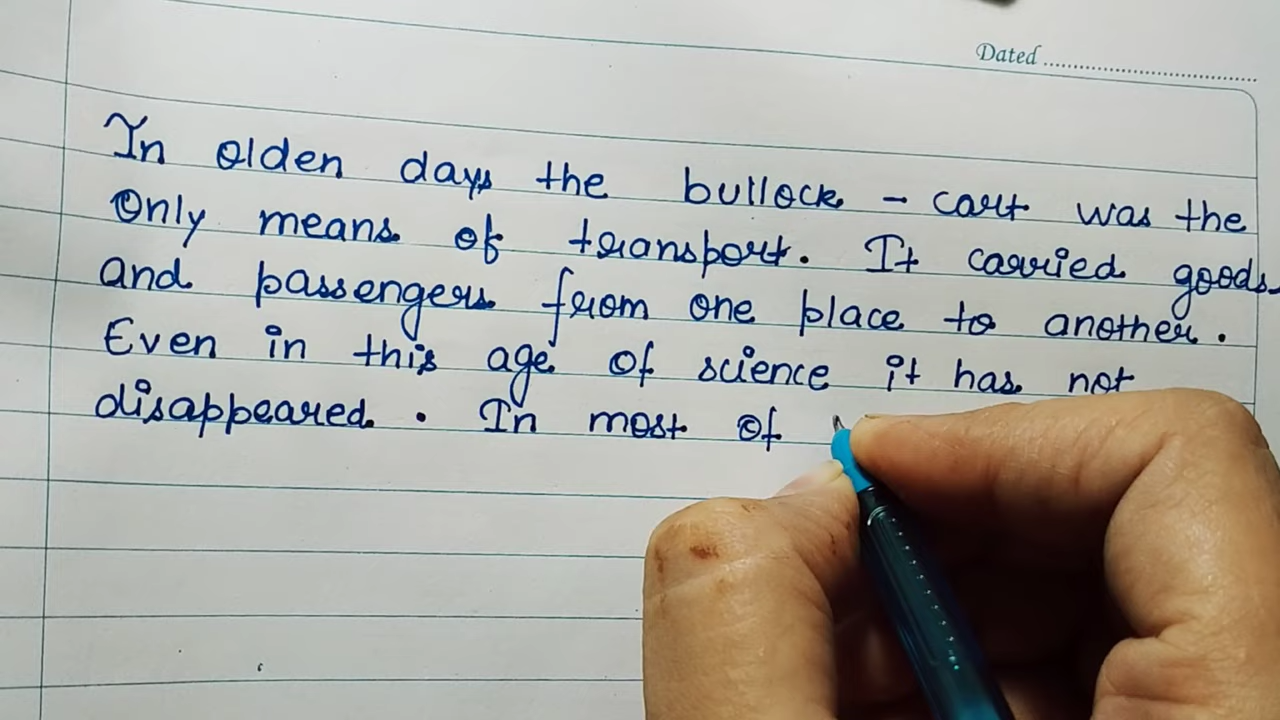 Dated
In olden days the bullock - cart was the
only means of transport. It carried goods
and passengers from one place to another.
Even in this age of science it has not
disappeared. In most of